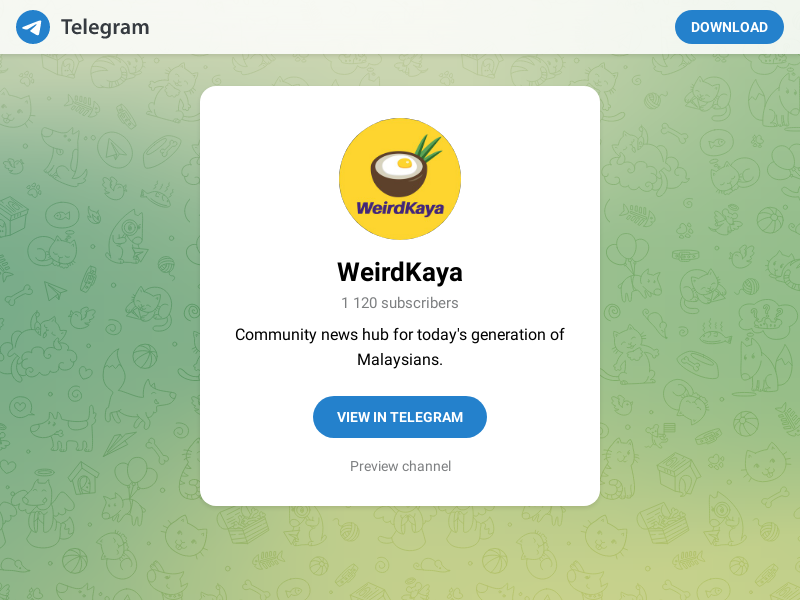 Telegram
DOWNLOAD
WeirdKaya
WeirdKaya
1 120 subscribers
Community news hub for today's generation of
Malaysians.
VIEW IN TELEGRAM
Preview channel